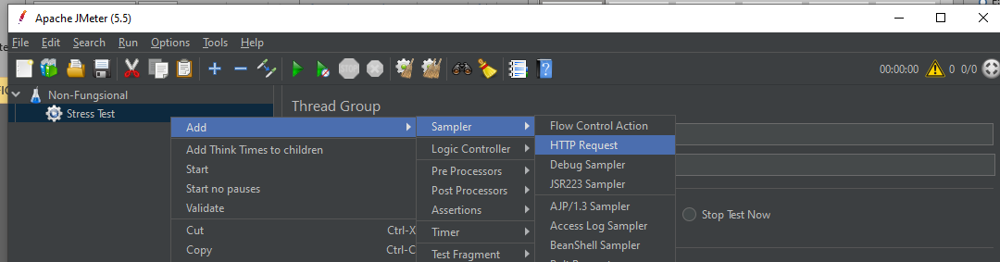 Apache JMeter (5.5)
File Edit Search Run Options Tools Help
STOP
00:00:00 0 0/0
Non-Fungsional
Stress Test
Thread Group
Add
Add Think Times to children
Start
Start no pauses
Validate
Cut Ctrl-X
Copy Ctrl-C
Sampler
Logic Controller
Pre Processors
Post Processors
Assertions
Timer
Test Fragment
Flow Control Action
HTTP Request
Debug Sampler
JSR223 Sampler
AJP/1.3 Sampler
Access Log Sampler
BeanShell Sampler
Stop Test Now